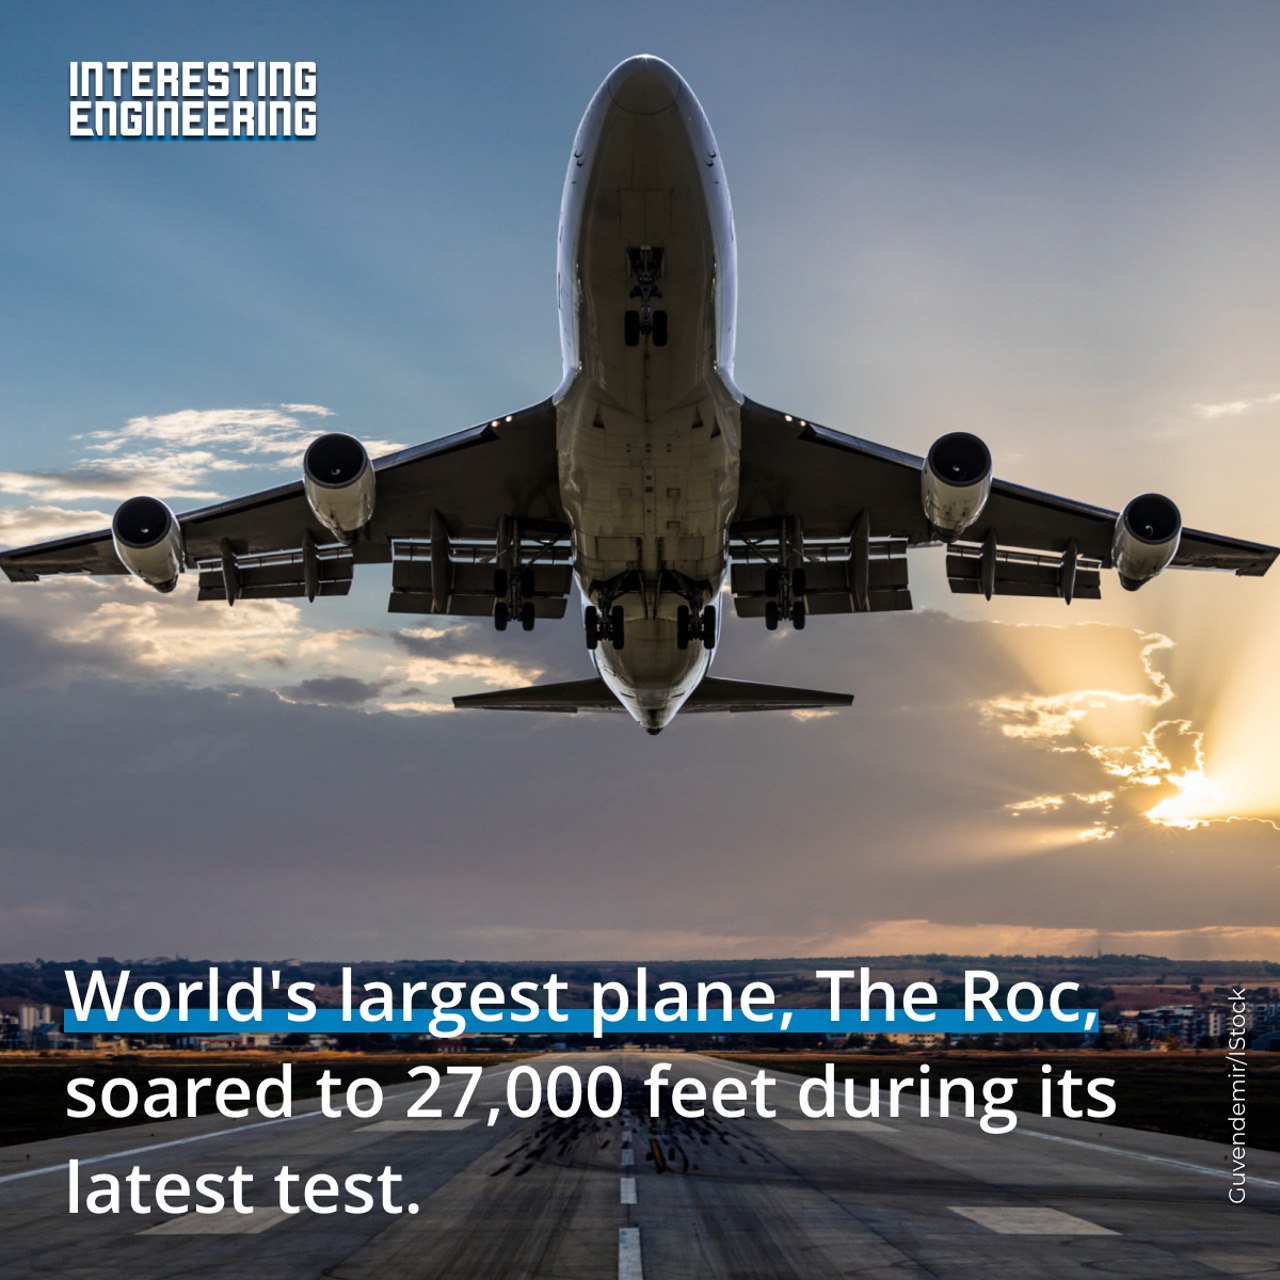 INTERESTING
ENGINEERING
World's largest plane, The Roc,
soared to 27,000 feet during its
latest test.
Guvendemir/IStock